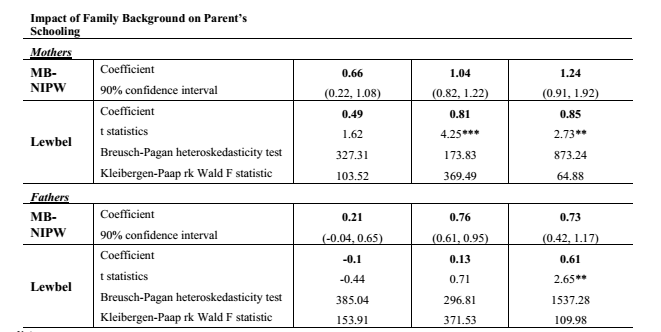 Impact of Family Background on Parent's
Schooling
Mothers
MB-
NIPW
Coefficient 0.66 1.04 1.24
90% confidence interval (0.22, 1.08) (0.82, 1.22) (0.91, 1.92)
Lewbel
Coefficient 0.49 0.81 0.85
t statistics 1.62 4.25*** 2.73**
Breusch-Pagan heteroskedasticity test 327.31 173.83 873.24
Kleibergen-Paap rk Wald F statistic 103.52 369.49 64.88
Fathers
MB-
NIPW
Coefficient 0.21 0.76 0.73
90% confidence interval (-0.04, 0.65) (0.61, 0.95) (0.42, 1.17)
Lewbel
Coefficient -0.1 0.13 0.61
t statistics -0.44 0.71 2.65**
Breusch-Pagan heteroskedasticity test 385.04 296.81 1537.28
Kleibergen-Paap rk Wald F statistic 153.91 371.53 109.98